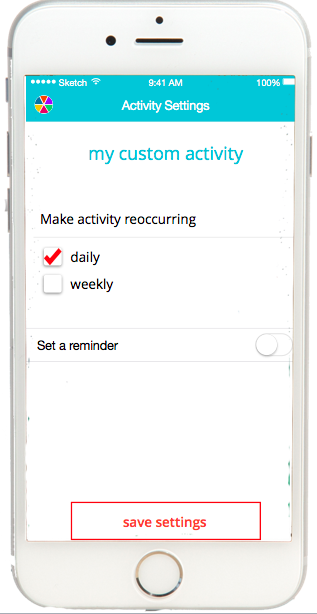 Sketch 9:41 AM 100%
Activity Settings
my custom activity
Make activity reoccurring
daily
weekly
Set a reminder
save settings